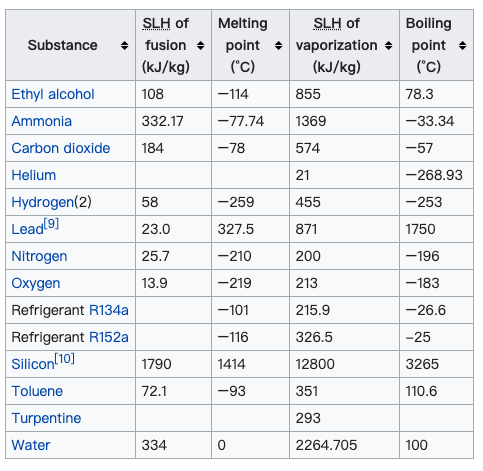 Substance SLH of fusion (kJ/kg) Melting point (°C) SLH of vaporization (kJ/kg) Boiling point (°C)
Ethyl alcohol 108 −114 855 78.3
Ammonia 332.17 −77.74 1369 −33.34
Carbon dioxide 184 −78 574 −57
Helium 21 −268.93
Hydrogen(2) 58 −259 455 −253
Lead[9] 23.0 327.5 871 1750
Nitrogen 25.7 −210 200 −196
Oxygen 13.9 −219 213 −183
Refrigerant R134a −101 215.9 −26.6
Refrigerant R152a −116 326.5 −25
Silicon[10] 1790 1414 12800 3265
Toluene 72.1 −93 351 110.6
Turpentine 293
Water 334 0 2264.705 100